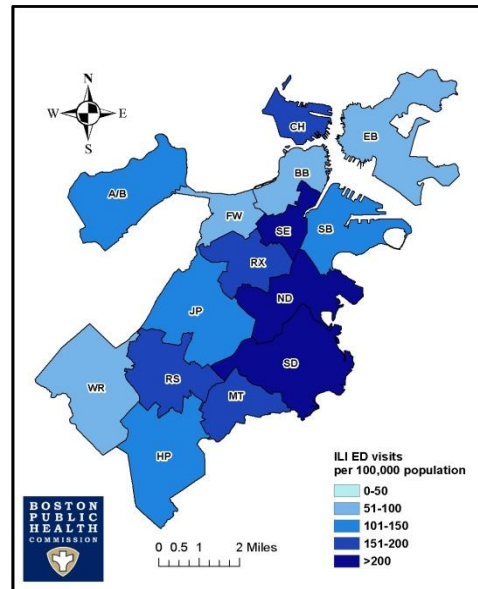 N
W E
S
CH
EB
A/B
BB
FW
SE
SB
RX
ND
JP
SD
WR
RS
MT
HP
ILI ED visits
per 100,000 population
0-50
51-100
101-150
151-200
>200
BOSTON
PUBLIC
HEALTH
COMMISSION
0 0.5 1 2 Miles